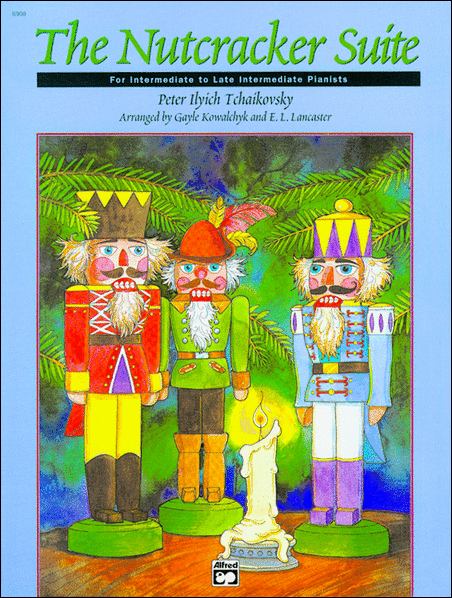 6908
The Nutcracker Suite
For Intermediate to Late Intermediate Pianists
Peter Ilyich Tchaikovsky
Arranged by Gayle Kowalchyk and E. L. Lancaster
Alfred